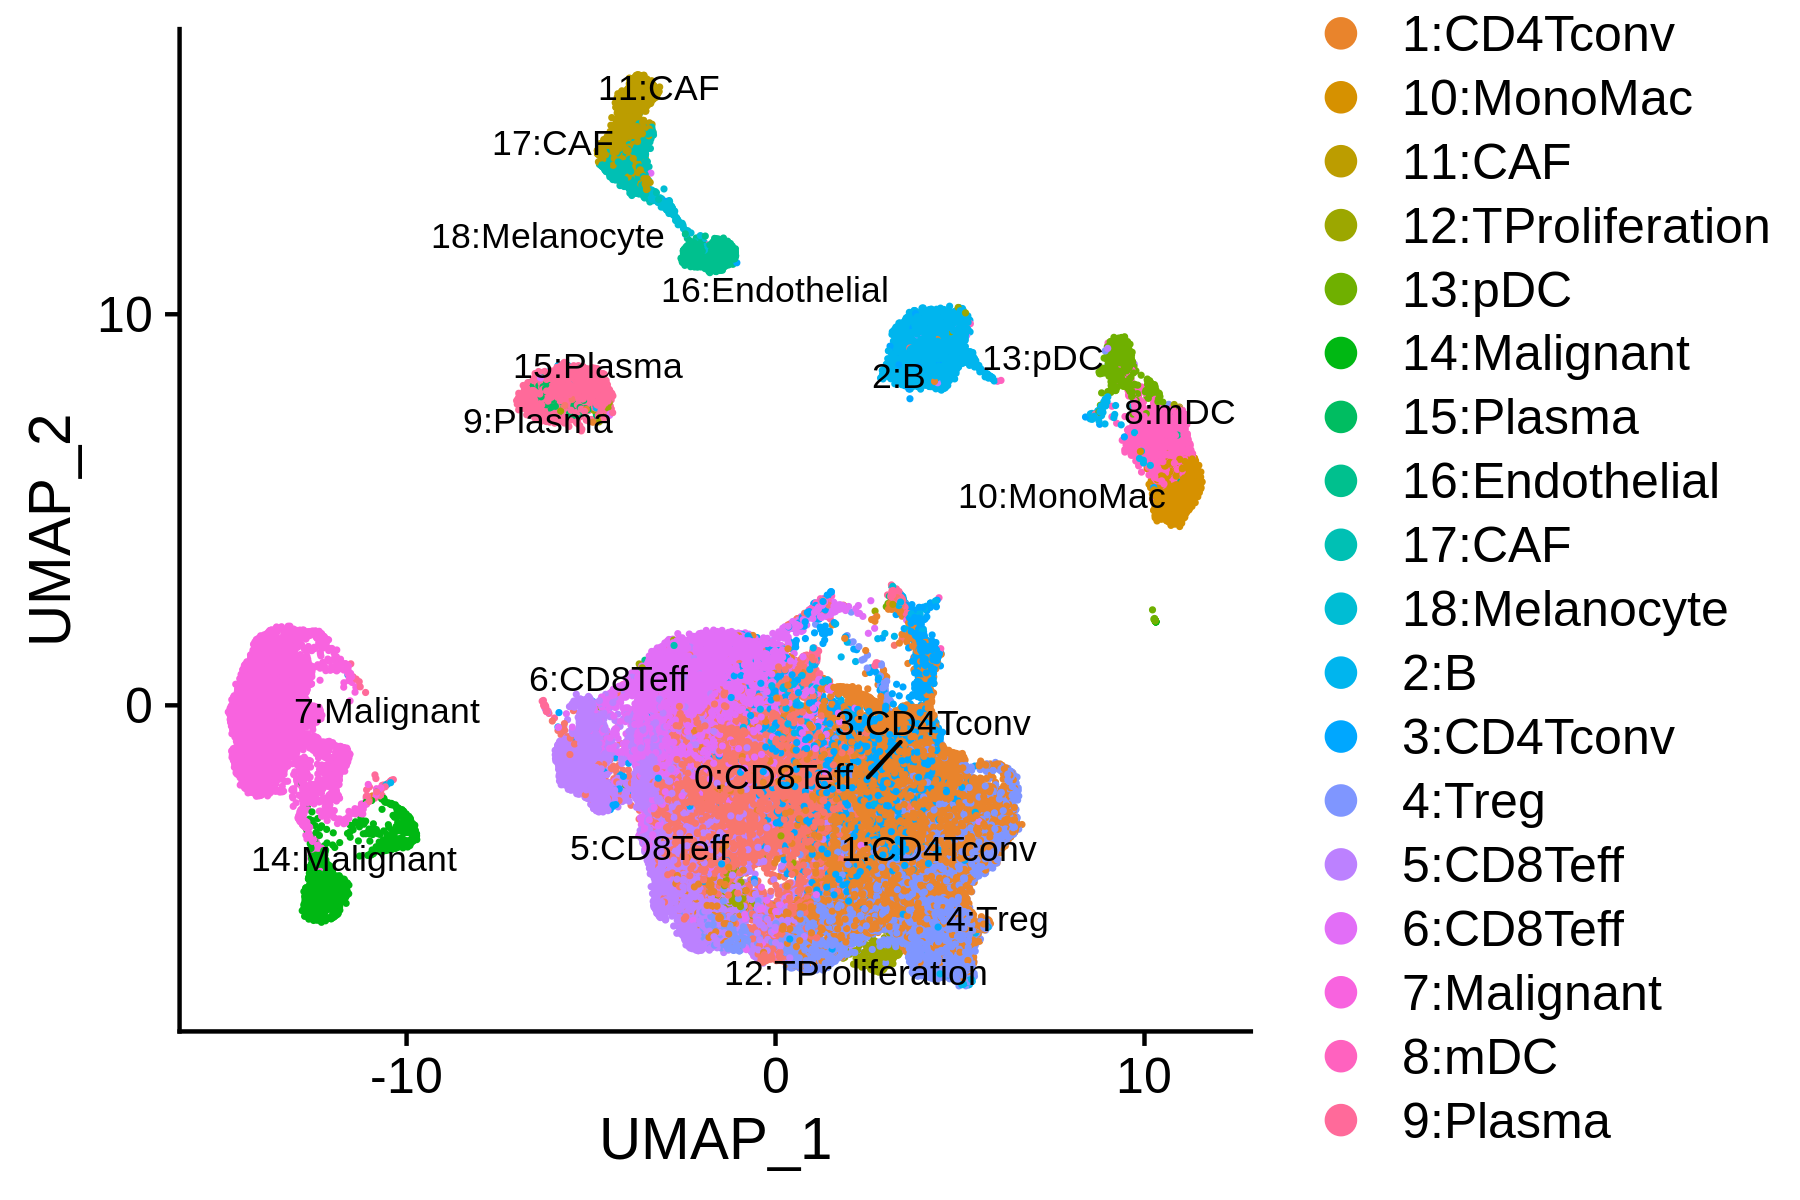 11:CAF
17:CAF
18:Melanocyte
16:Endothelial
15:Plasma
9:Plasma
2:B
13:pDC
8:mDC
10:MonoMac
6:CD8Teff
7:Malignant
3:CD4Tconv
0:CD8Teff
5:CD8Teff
1:CD4Tconv
14:Malignant
4:Treg
12:TProliferation
UMAP_2
10
0
-10
0
10
UMAP_1
1:CD4Tconv
10:MonoMac
11:CAF
12:TProliferation
13:pDC
14:Malignant
15:Plasma
16:Endothelial
17:CAF
18:Melanocyte
2:B
3:CD4Tconv
4:Treg
5:CD8Teff
6:CD8Teff
7:Malignant
8:mDC
9:Plasma